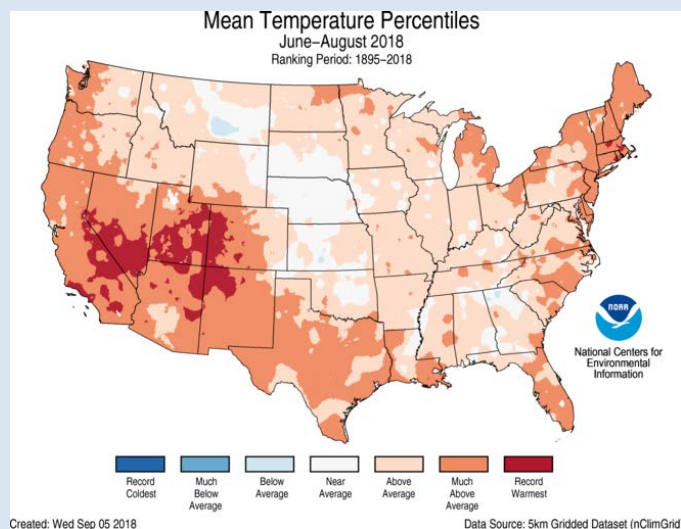 Mean Temperature Percentiles
June–August 2018
Ranking Period: 1895–2018
NOAA
National Centers for
Environmental
Information
Record
Coldest
Much
Below
Average
Below
Average
Near
Average
Above
Average
Much
Above
Average
Record
Warmest
Created: Wed Sep 05 2018
Data Source: 5km Gridded Dataset (nClimGrid